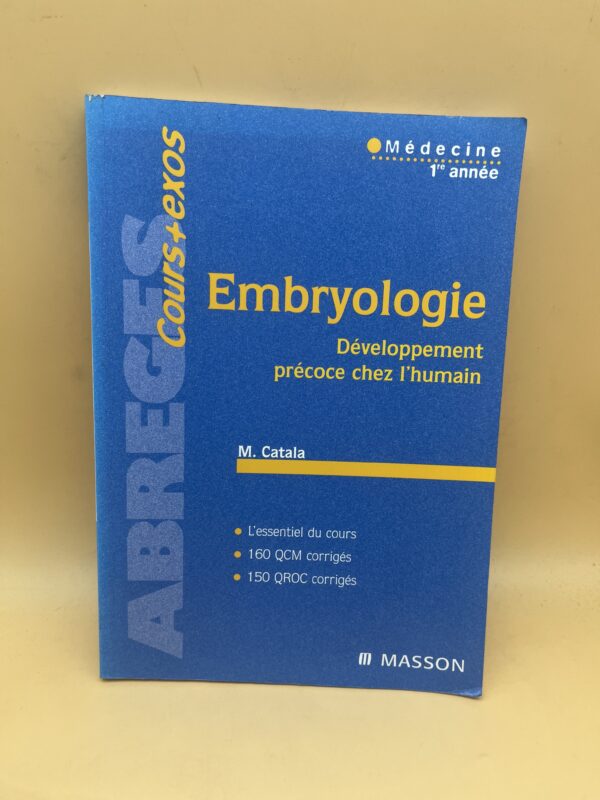 Médecine
1re année
ABREGES
Cours+exos
Embryologie
Développement
précoce chez l'humain
M. Catala
L'essentiel du cours
160 QCM corrigés
150 QROC corrigés
m MASSON